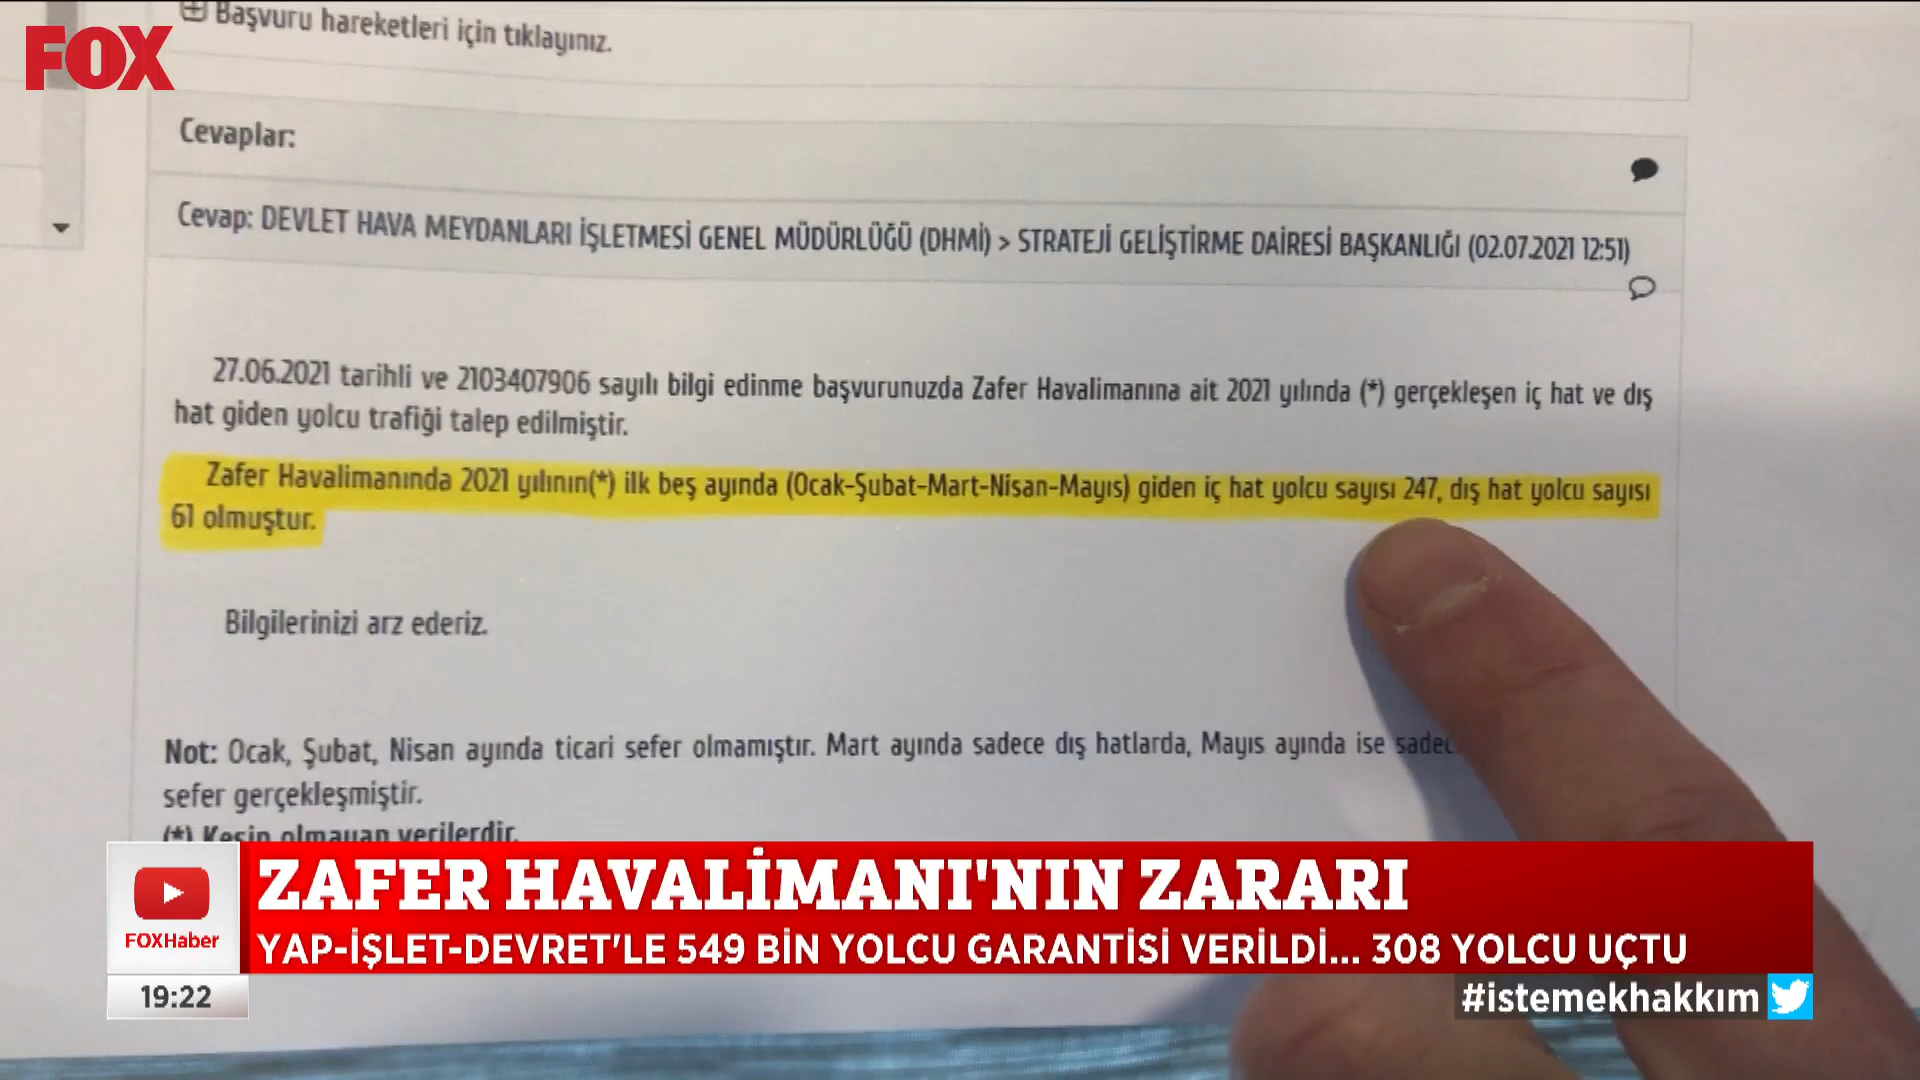 Başvuru hareketleri için tıklayınız.
FOX
Cevaplar:
Cevap: DEVLET HAVA MEYDANLARI İŞLETMESİ GENEL MÜDÜRLÜĞÜ (DHMİ) > STRATEJİ GELİŞTİRME DAİRESİ BAŞKANLIĞI (02.07.2021 12:51)
27.06.2021 tarihli ve 2103407906 sayılı bilgi edinme başvurunuzda Zafer Havalimanına ait 2021 yılında (*) gerçekleşen iç hat ve dış
hat giden yolcu trafiği talep edilmiştir.
Zafer Havalimanında 2021 yılının(*) ilk beş ayında (Ocak-Şubat-Mart-Nisan-Mayıs) giden iç hat yolcu sayısı 247, dış hat yolcu sayısı
61 olmuştur.
Bilgilerinizi arz ederiz.
Not: Ocak, Şubat, Nisan ayında ticari sefer olmamıştır. Mart ayında sadece dış hatlarda, Mayıs ayında ise
sefer gerçekleşmiştir.
(*) Kesin olmayan verilerdir.
ZAFER HAVALİMANI'NIN ZARARI
FOXHaber
YAP-İŞLET-DEVRET'LE 549 BİN YOLCU GARANTİSİ VERİLDİ... 308 YOLCU UÇTU
19:22
#istemekhakkım